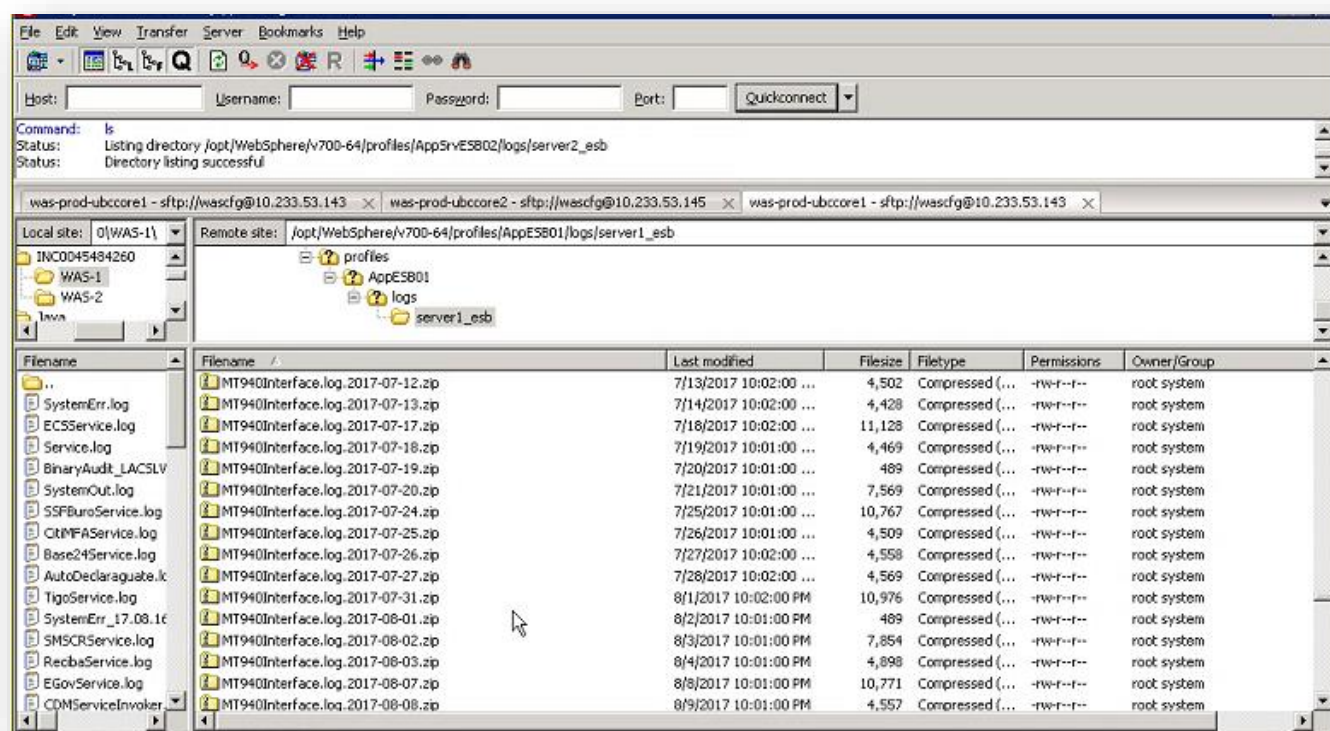 File Edit View Transfer Server Bookmarks Help
Host: Username: Password: Port: Quickconnect
Command: ls
Status: Listing directory /opt/WebSphere/v700-64/profiles/AppSrvESB02/logs/server2_esb
Status: Directory listing successful
was-prod-ubccore1 - sftp://wascfg@10.233.53.143 was-prod-ubccore2 - sftp://wascfg@10.233.53.145 was-prod-ubccore1 - sftp://wascfg@10.233.53.143
Local site: 0\WAS-1\ Remote site: /opt/WebSphere/v700-64/profiles/AppESB01/logs/server1_esb
INC0045484260 profiles
WAS-1 AppESB01
WAS-2 logs
Java server1_esb
Filename Filename Last modified Filesize Filetype Permissions Owner/Group
.. MT940Interface.log.2017-07-12.zip 7/13/2017 10:02:00 ... 4,502 Compressed (... -rw-r--r-- root system
SystemErr.log MT940Interface.log.2017-07-13.zip 7/14/2017 10:02:00 ... 4,428 Compressed (... -rw-r--r-- root system
ECSService.log MT940Interface.log.2017-07-17.zip 7/18/2017 10:02:00 ... 11,128 Compressed (... -rw-r--r-- root system
Service.log MT940Interface.log.2017-07-18.zip 7/19/2017 10:01:00 ... 4,469 Compressed (... -rw-r--r-- root system
BinaryAudit_LACSLV MT940Interface.log.2017-07-19.zip 7/20/2017 10:01:00 ... 489 Compressed (... -rw-r--r-- root system
SystemOut.log MT940Interface.log.2017-07-20.zip 7/21/2017 10:01:00 ... 7,569 Compressed (... -rw-r--r-- root system
SSFBuroService.log MT940Interface.log.2017-07-24.zip 7/25/2017 10:01:00 ... 10,767 Compressed (... -rw-r--r-- root system
CitiMFAService.log MT940Interface.log.2017-07-25.zip 7/26/2017 10:01:00 ... 4,509 Compressed (... -rw-r--r-- root system
Base24Service.log MT940Interface.log.2017-07-26.zip 7/27/2017 10:02:00 ... 4,558 Compressed (... -rw-r--r-- root system
AutoDeclaraguate.lo MT940Interface.log.2017-07-27.zip 7/28/2017 10:02:00 ... 4,569 Compressed (... -rw-r--r-- root system
TigoService.log MT940Interface.log.2017-07-31.zip 8/1/2017 10:02:00 PM 10,976 Compressed (... -rw-r--r-- root system
SystemErr_17.08.16 MT940Interface.log.2017-08-01.zip 8/2/2017 10:01:00 PM 489 Compressed (... -rw-r--r-- root system
SMSCRService.log MT940Interface.log.2017-08-02.zip 8/3/2017 10:01:00 PM 7,854 Compressed (... -rw-r--r-- root system
RecibaService.log MT940Interface.log.2017-08-03.zip 8/4/2017 10:01:00 PM 4,898 Compressed (... -rw-r--r-- root system
EGovService.log MT940Interface.log.2017-08-07.zip 8/8/2017 10:01:00 PM 10,771 Compressed (... -rw-r--r-- root system
CDMServiceInvoker. MT940Interface.log.2017-08-08.zip 8/9/2017 10:01:00 PM 4,557 Compressed (... -rw-r--r-- root system